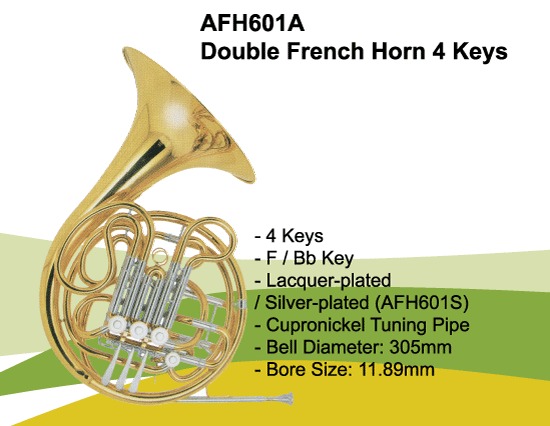 AFH601A
Double French Horn 4 Keys
- 4 Keys
- F / Bb Key
- Lacquer-plated
/ Silver-plated (AFH601S)
- Cupronickel Tuning Pipe
- Bell Diameter: 305mm
- Bore Size: 11.89mm